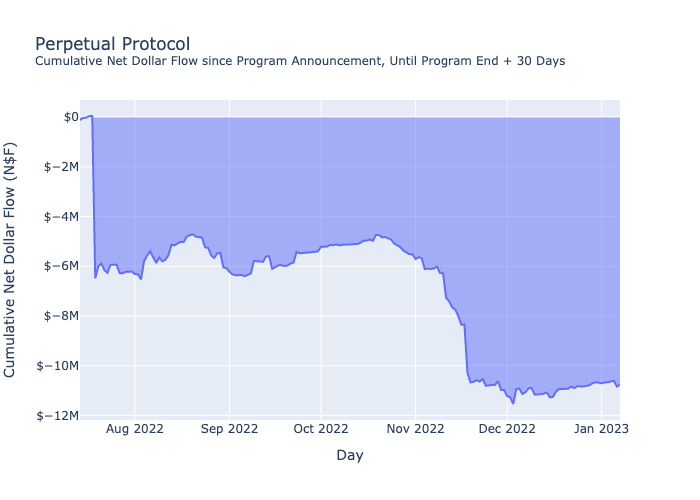 Perpetual Protocol
Cumulative Net Dollar Flow since Program Announcement, Until Program End + 30 Days
Cumulative Net Dollar Flow (N$F)
$0
$−2M
$−4M
$−6M
$−8M
$−10M
$−12M
Aug 2022 Sep 2022 Oct 2022 Nov 2022 Dec 2022 Jan 2023
Day